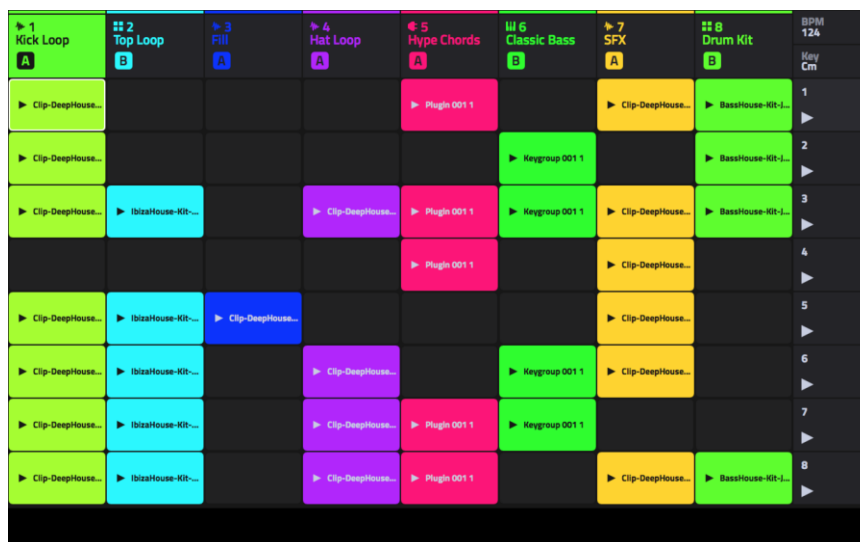 1 2 3 4 5 6 7 8 BPM
Kick Loop Top Loop Fill Hat Loop Hype Chords Classic Bass SFX Drum Kit 124
A B A A A B A B Key
Cm
Clip-DeepHouse... Plugin 001 1 Clip-DeepHouse... BassHouse-Kit-J... 1
Clip-DeepHouse... Keygroup 001 1 BassHouse-Kit-J... 2
Clip-DeepHouse... IbizaHouse-Kit-... Clip-DeepHouse... Plugin 001 1 Keygroup 001 1 Clip-DeepHouse... BassHouse-Kit-J... 3
Plugin 001 1 Clip-DeepHouse... 4
Clip-DeepHouse... IbizaHouse-Kit-... Clip-DeepHouse... Clip-DeepHouse... 5
Clip-DeepHouse... IbizaHouse-Kit-... Clip-DeepHouse... Keygroup 001 1 Clip-DeepHouse... 6
Clip-DeepHouse... IbizaHouse-Kit-... Clip-DeepHouse... Plugin 001 1 Keygroup 001 1 7
Clip-DeepHouse... IbizaHouse-Kit-... Clip-DeepHouse... Plugin 001 1 Clip-DeepHouse... BassHouse-Kit-J... 8